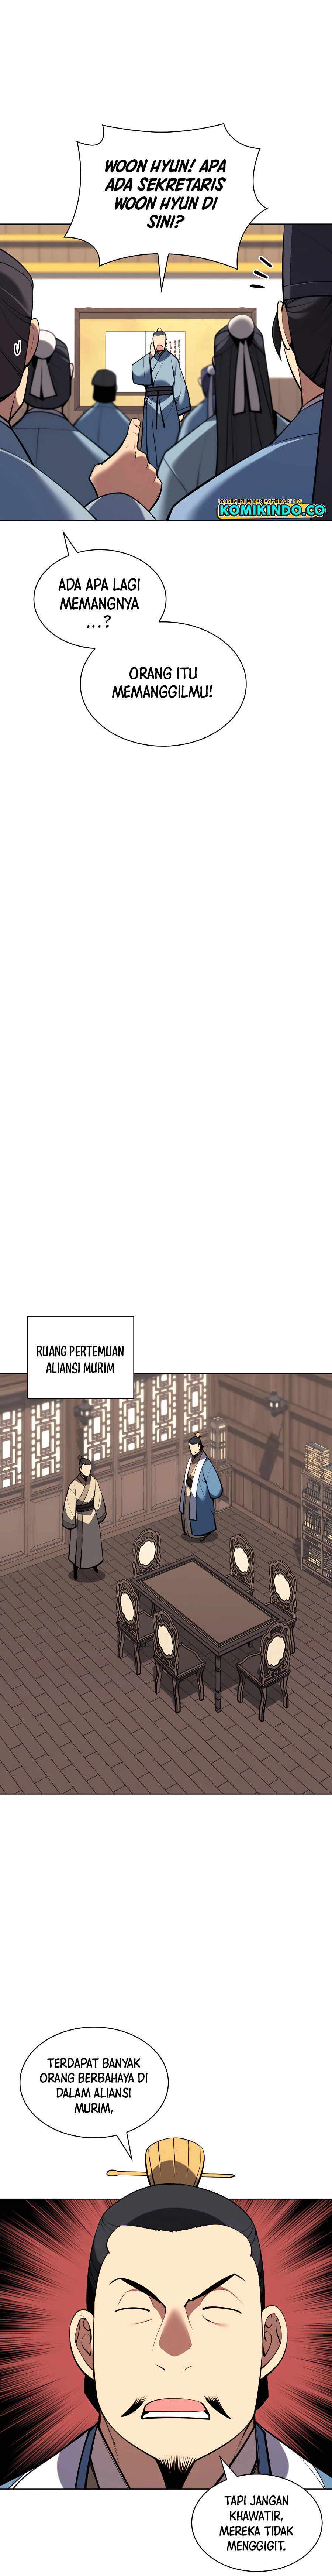 WOON HYUN! APA
ADA SEKRETARIS
WOON HYUN DI
SINI?
KOMIKINDO.CO
ADA APA LAGI
MEMANGNYA
...?
ORANG ITU
MEMANGGILMU!
RUANG PERTEMUAN
ALIANSI MURIM
TERDAPAT BANYAK
ORANG BERBAHAYA DI
DALAM ALIANSI
MURIM,
TAPI JANGAN
KHAWATIR,
MEREKA TIDAK
MENGGIGIT.